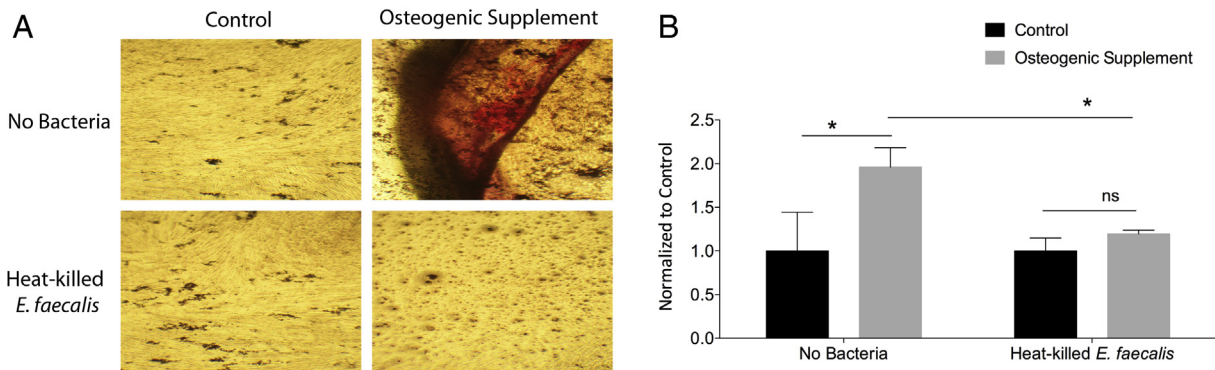 A
Control
Osteogenic Supplement
No Bacteria
Heat-killed
E. faecalis
B
Control
Osteogenic Supplement
*
*
ns
Normalized to Control
2.5
2.0
1.5
1.0
0.5
0.0
No Bacteria
Heat-killed E. faecalis